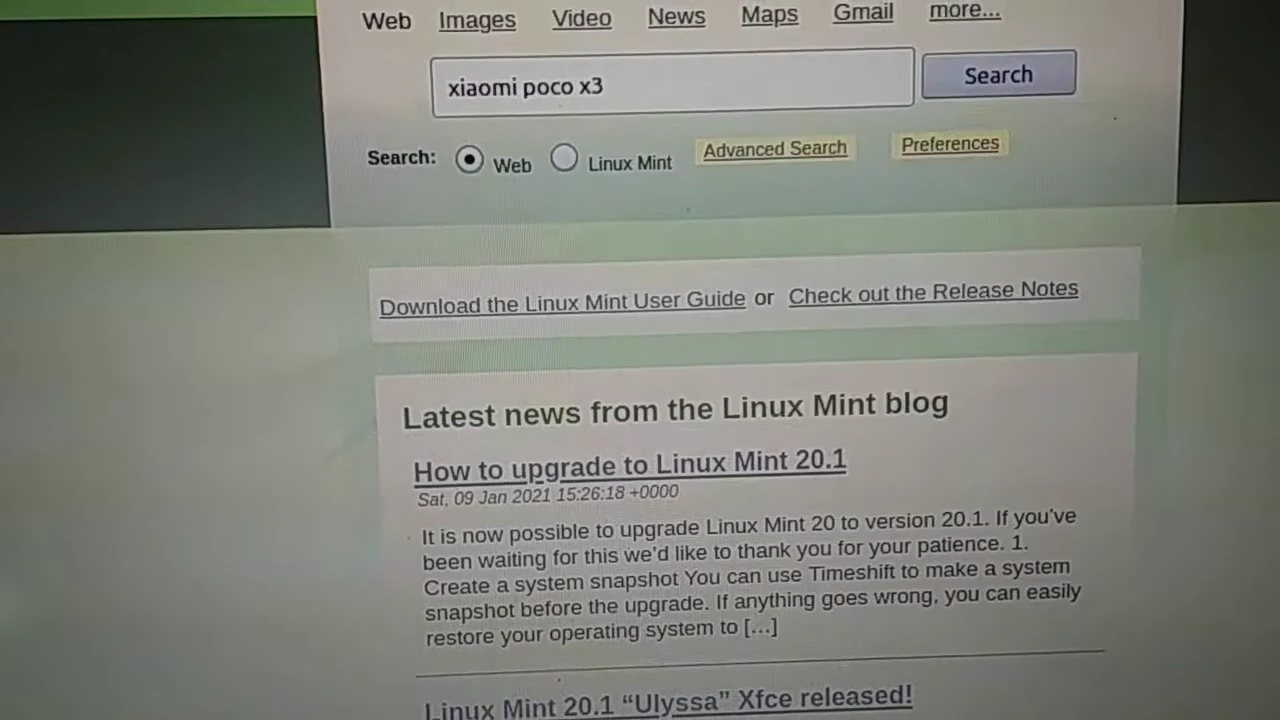 Web Images Video News Maps Gmail more...
xiaomi poco x3 Search
Search: Web Linux Mint Advanced Search Preferences
Download the Linux Mint User Guide or Check out the Release Notes
Latest news from the Linux Mint blog
How to upgrade to Linux Mint 20.1
Sat, 09 Jan 2021 15:26:18 +0000
It is now possible to upgrade Linux Mint 20 to version 20.1. If you've
been waiting for this we'd like to thank you for your patience. 1.
Create a system snapshot You can use Timeshift to make a system
snapshot before the upgrade. If anything goes wrong, you can easily
restore your operating system to [...]
Linux Mint 20.1 “Ulyssa” Xfce released!